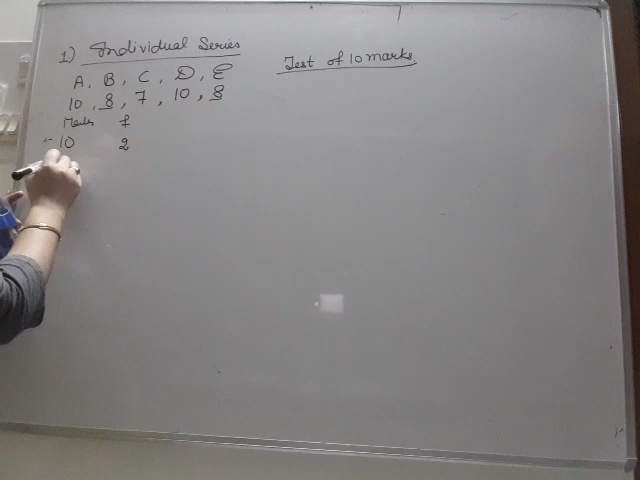 1) Individual Series
Test of 10 marks.
A, B, C, D, E
10, 8, 7, 10, 8
Marks f
10 2